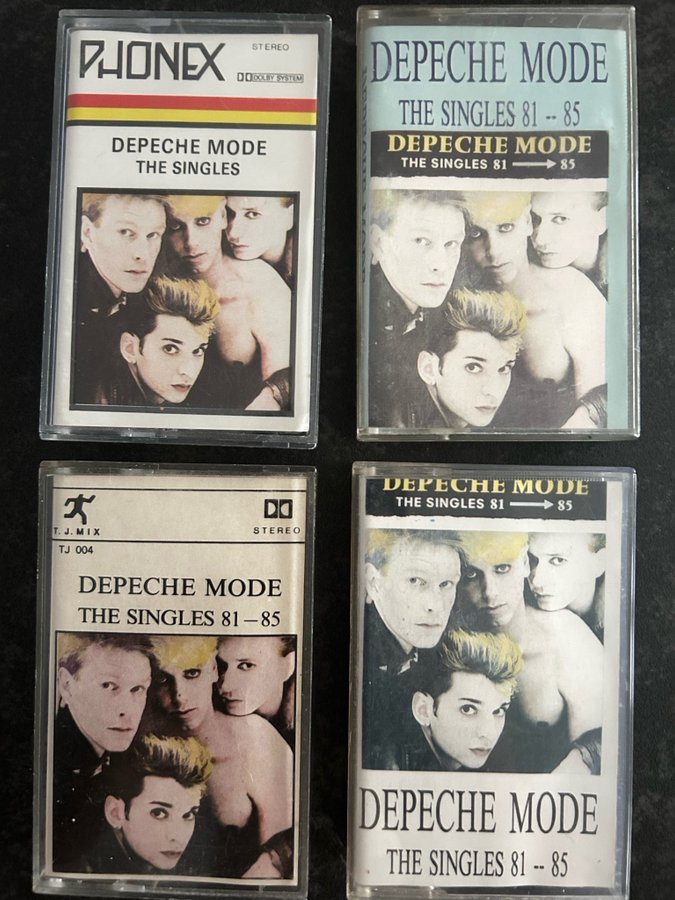 PHONEX
STEREO
DOLBY SYSTEM
DEPECHE MODE
THE SINGLES
DEPECHE MODE
THE SINGLES 81 -- 85
DEPECHE MODE
THE SINGLES 81 → 85
T.J.MIX
STEREO
TJ 004
DEPECHE MODE
THE SINGLES 81–85
DEPECHE MODE
THE SINGLES 81 → 85
DEPECHE MODE
THE SINGLES 81 -- 85